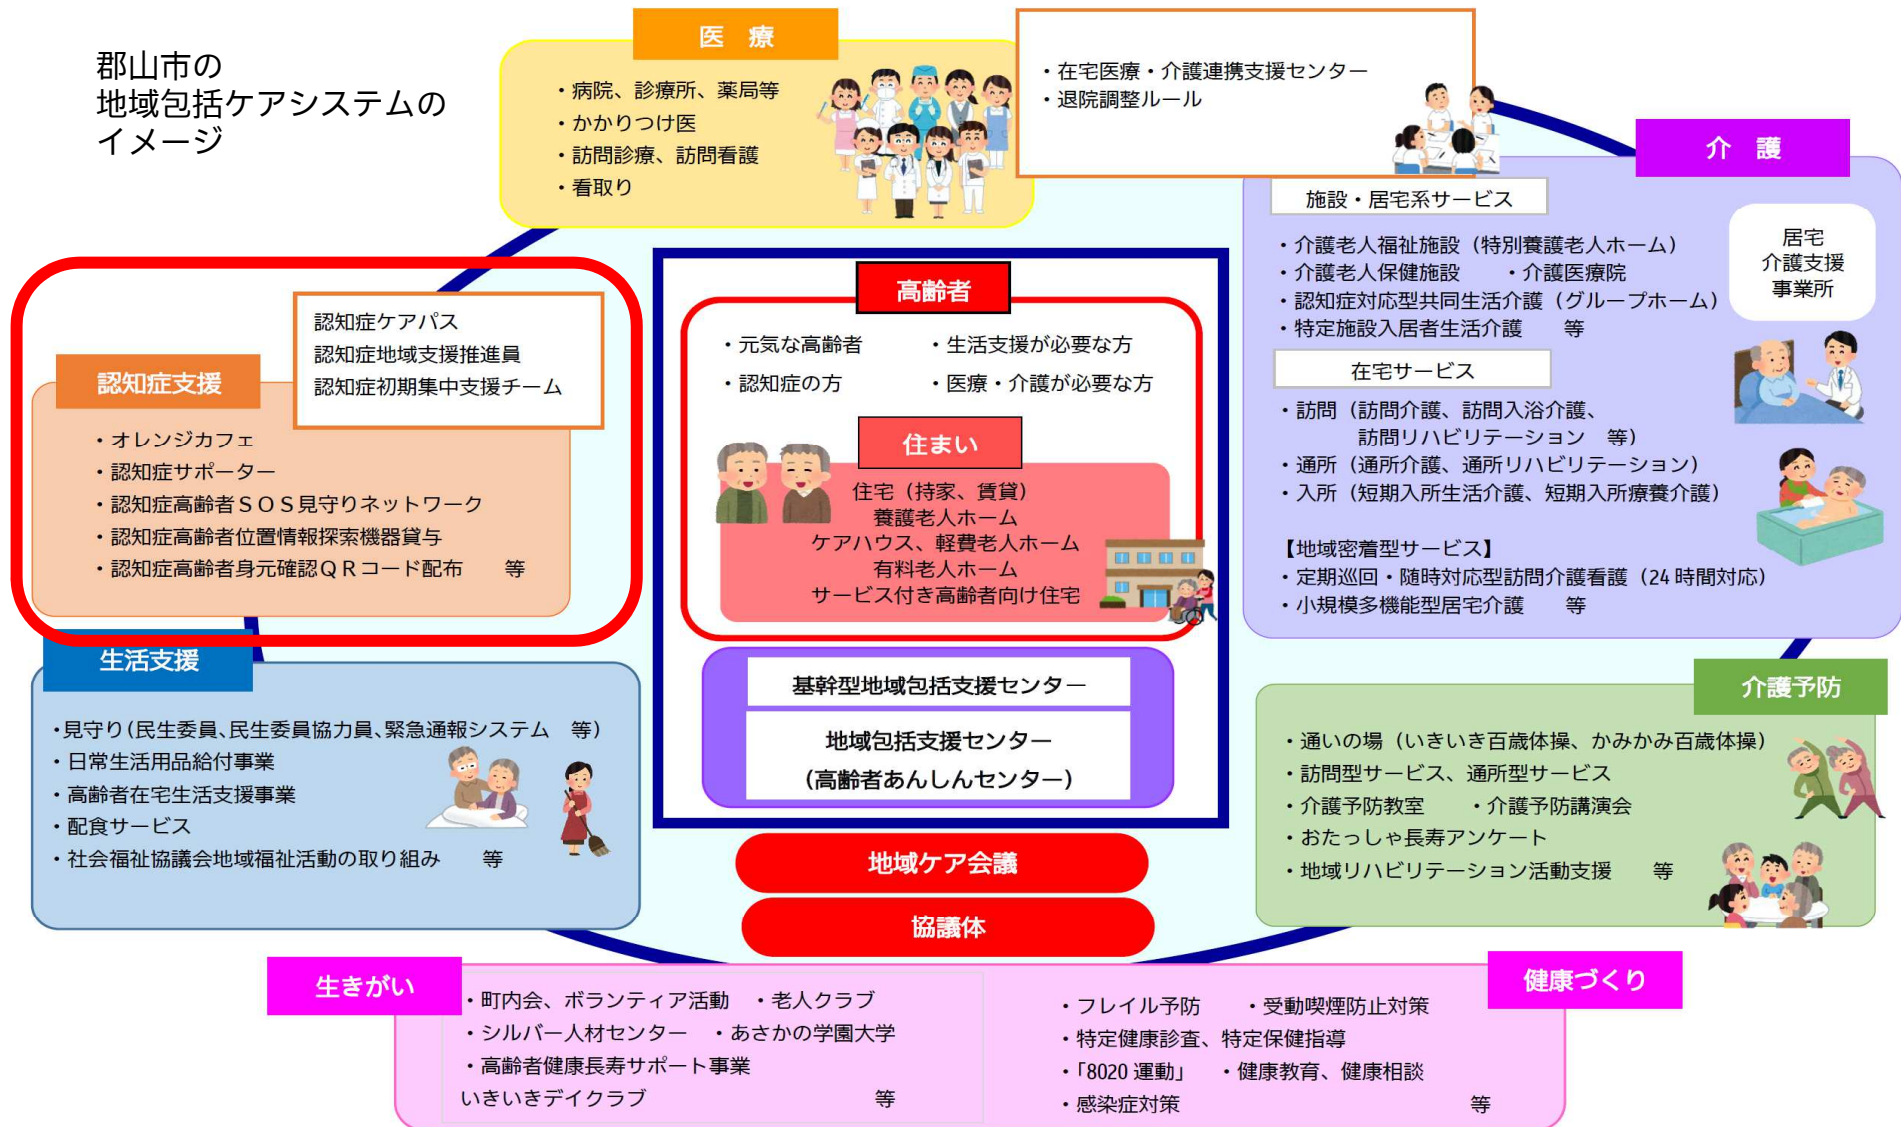 郡山市の
地域包括ケアシステムの
イメージ
医　療
・病院、診療所、薬局等
・かかりつけ医
・訪問診療、訪問看護
・看取り
・在宅医療・介護連携支援センター
・退院調整ルール
介　護
施設・居宅系サービス
・介護老人福祉施設（特別養護老人ホーム）
・介護老人保健施設　・介護医療院
・認知症対応型共同生活介護（グループホーム）
・特定施設入居者生活介護　等
居宅
介護支援
事業所
在宅サービス
・訪問（訪問介護、訪問入浴介護、
訪問リハビリテーション　等）
・通所（通所介護、通所リハビリテーション）
・入所（短期入所生活介護、短期入所療養介護）
【地域密着型サービス】
・定期巡回・随時対応型訪問介護看護（24時間対応）
・小規模多機能型居宅介護　等
認知症ケアパス
認知症地域支援推進員
認知症初期集中支援チーム
認知症支援
・オレンジカフェ
・認知症サポーター
・認知症高齢者ＳＯＳ見守りネットワーク
・認知症高齢者位置情報探索機器貸与
・認知症高齢者身元確認ＱＲコード配布　等
高齢者
・元気な高齢者　・生活支援が必要な方
・認知症の方　・医療・介護が必要な方
住まい
住宅（持家、賃貸）
養護老人ホーム
ケアハウス、軽費老人ホーム
有料老人ホーム
サービス付き高齢者向け住宅
基幹型地域包括支援センター
地域包括支援センター
（高齢者あんしんセンター）
地域ケア会議
協議体
生活支援
・見守り（民生委員、民生委員協力員、緊急通報システム　等）
・日常生活用品給付事業
・高齢者在宅生活支援事業
・配食サービス
・社会福祉協議会地域福祉活動の取り組み　等
介護予防
・通いの場（いきいき百歳体操、かみかみ百歳体操）
・訪問型サービス、通所型サービス
・介護予防教室　・介護予防講演会
・おたっしゃ長寿アンケート
・地域リハビリテーション活動支援　等
生きがい
・町内会、ボランティア活動　・老人クラブ
・シルバー人材センター　・あさかの学園大学
・高齢者健康長寿サポート事業
いきいきデイクラブ　等
健康づくり
・フレイル予防　・受動喫煙防止対策
・特定健康診査、特定保健指導
・「8020運動」　・健康教育、健康相談
・感染症対策　等